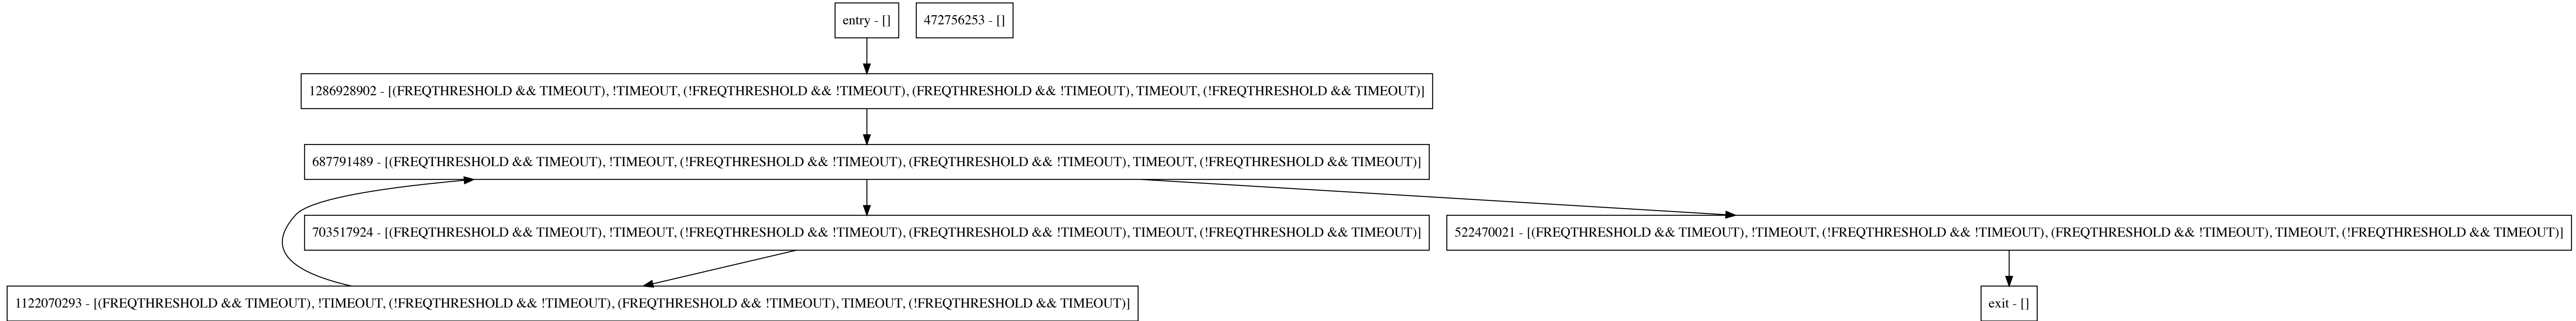 entry - []
472756253 - []
1286928902 - [(FREQTHRESHOLD && TIMEOUT), !TIMEOUT, (!FREQTHRESHOLD && !TIMEOUT), (FREQTHRESHOLD && !TIMEOUT), TIMEOUT, (!FREQTHRESHOLD && TIMEOUT)]
687791489 - [(FREQTHRESHOLD && TIMEOUT), !TIMEOUT, (!FREQTHRESHOLD && !TIMEOUT), (FREQTHRESHOLD && !TIMEOUT), TIMEOUT, (!FREQTHRESHOLD && TIMEOUT)]
703517924 - [(FREQTHRESHOLD && TIMEOUT), !TIMEOUT, (!FREQTHRESHOLD && !TIMEOUT), (FREQTHRESHOLD && !TIMEOUT), TIMEOUT, (!FREQTHRESHOLD && TIMEOUT)]
522470021 - [(FREQTHRESHOLD && TIMEOUT), !TIMEOUT, (!FREQTHRESHOLD && !TIMEOUT), (FREQTHRESHOLD && !TIMEOUT), TIMEOUT, (!FREQTHRESHOLD && TIMEOUT)]
1122070293 - [(FREQTHRESHOLD && TIMEOUT), !TIMEOUT, (!FREQTHRESHOLD && !TIMEOUT), (FREQTHRESHOLD && !TIMEOUT), TIMEOUT, (!FREQTHRESHOLD && TIMEOUT)]
exit - []